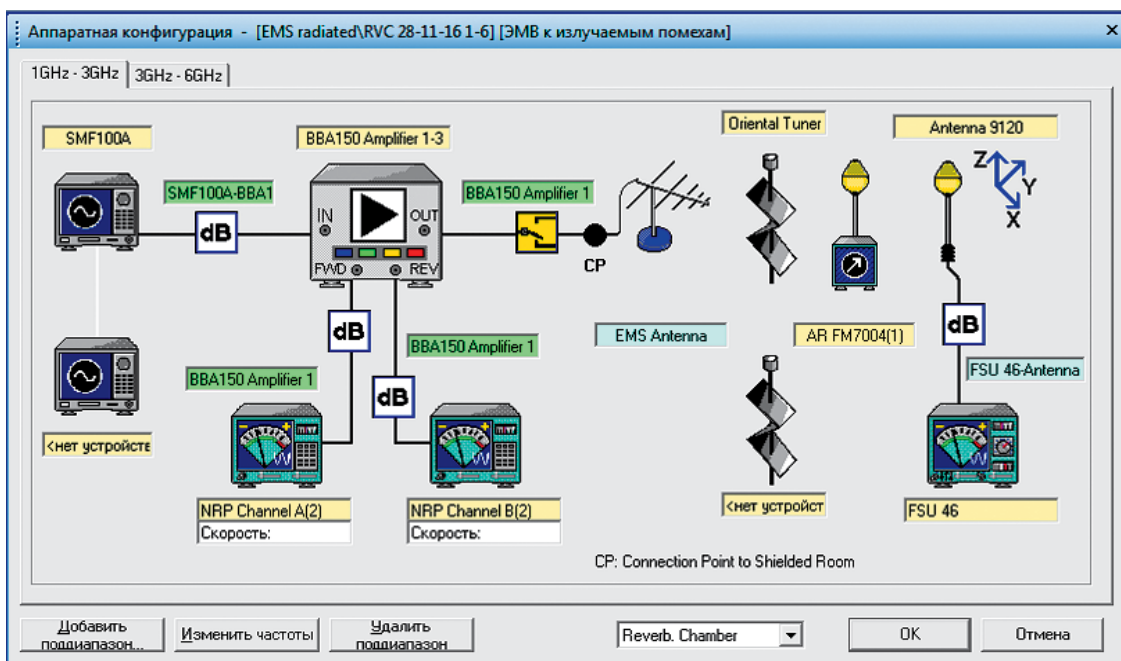 Аппаратная конфигурация - [EMS radiated\RVC 28-11-16 1-6] [ЭМВ к излучаемым помехам]
1GHz - 3GHz
3GHz - 6GHz
SMF100A
BBA150 Amplifier 1-3
Oriental Tuner
Antenna 9120
SMF100A-BBA1
BBA150 Amplifier 1
Z
Y
X
IN
OUT
dB
FWD
REV
CP
dB
dB
BBA150 Amplifier 1
EMS Antenna
AR FM7004(1)
dB
BBA150 Amplifier 1
FSU 46-Antenna
<нет устройстe
NRP Channel A(2)
Скорость:
NRP Channel B(2)
Скорость:
<нет устройст
FSU 46
CP: Connection Point to Shielded Room
Добавить
поддиапазон...
Изменить частоты
Удалить
поддиапазон
Reverb. Chamber
OK
Отмена